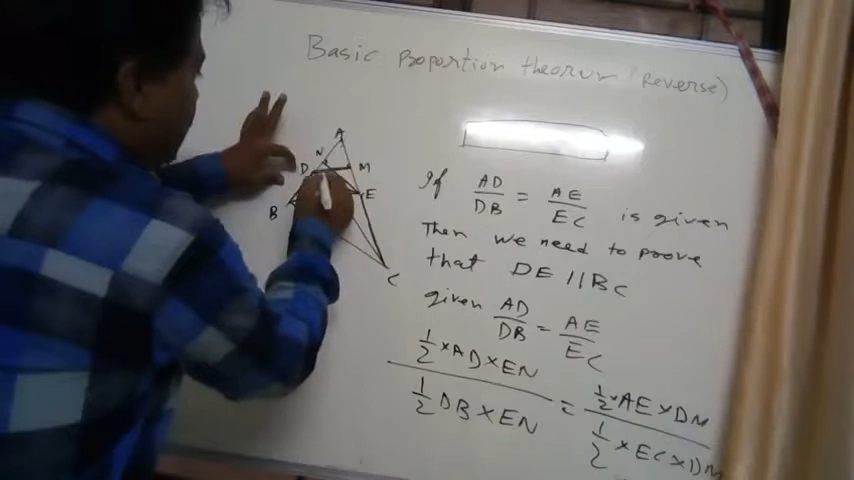 Basic Poportion theorum (reverse)
A
N
D
M
E
B
C
If AD/DB = AE/EC is given
Then we need to prove
that DE // BC
given AD/DB = AE/EC
1/2 × AD × EN / 1/2 DB × EN = 1/2 × AE × DM / 1/2 × EC × DM